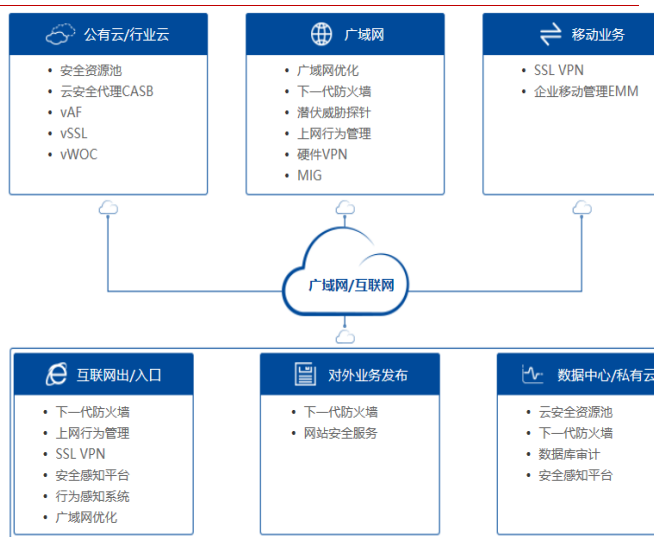 公有云/行业云
安全资源池
云安全代理CASB
vAF
vSSL
vWOC
广域网
广域网优化
下一代防火墙
潜伏威胁探针
上网行为管理
硬件VPN
MIG
移动业务
SSL VPN
企业移动管理EMM
广域网/互联网
互联网出/入口
下一代防火墙
上网行为管理
SSL VPN
安全感知平台
行为感知系统
广域网优化
对外业务发布
下一代防火墙
网站安全服务
数据中心/私有云
云安全资源池
下一代防火墙
数据库审计
安全感知平台